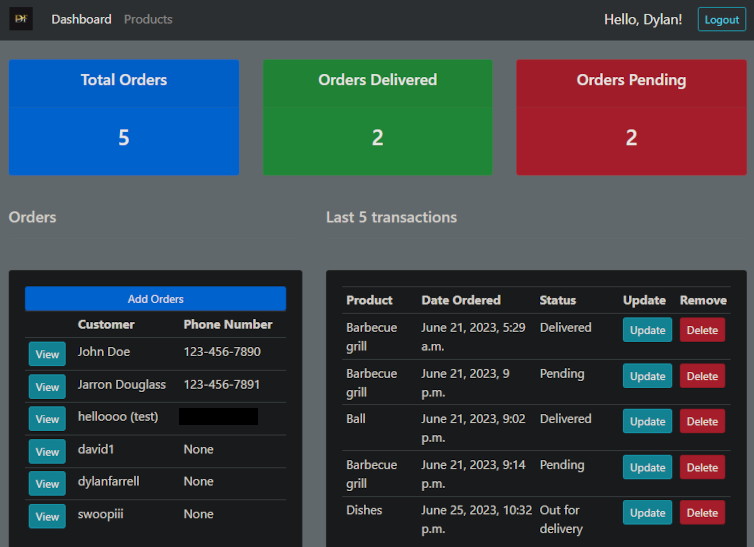 DF Dashboard Products Hello, Dylan! Logout
Total Orders Orders Delivered Orders Pending
5 2 2
Orders
Last 5 transactions
Add Orders
Customer Phone Number
View John Doe 123-456-7890
View Jarron Douglass 123-456-7891
View helloooo (test)
View david1 None
View dylanfarrell None
View swoopiii None
Product Date Ordered Status Update Remove
Barbecue June 21, 2023, 5:29 Delivered Update Delete
grill a.m.
Barbecue June 21, 2023, 9 Pending Update Delete
grill p.m.
Ball June 21, 2023, 9:02 Delivered Update Delete
p.m.
Barbecue June 21, 2023, 9:14 Pending Update Delete
grill p.m.
Dishes June 25, 2023, 10:32 Out for Update Delete
p.m. delivery